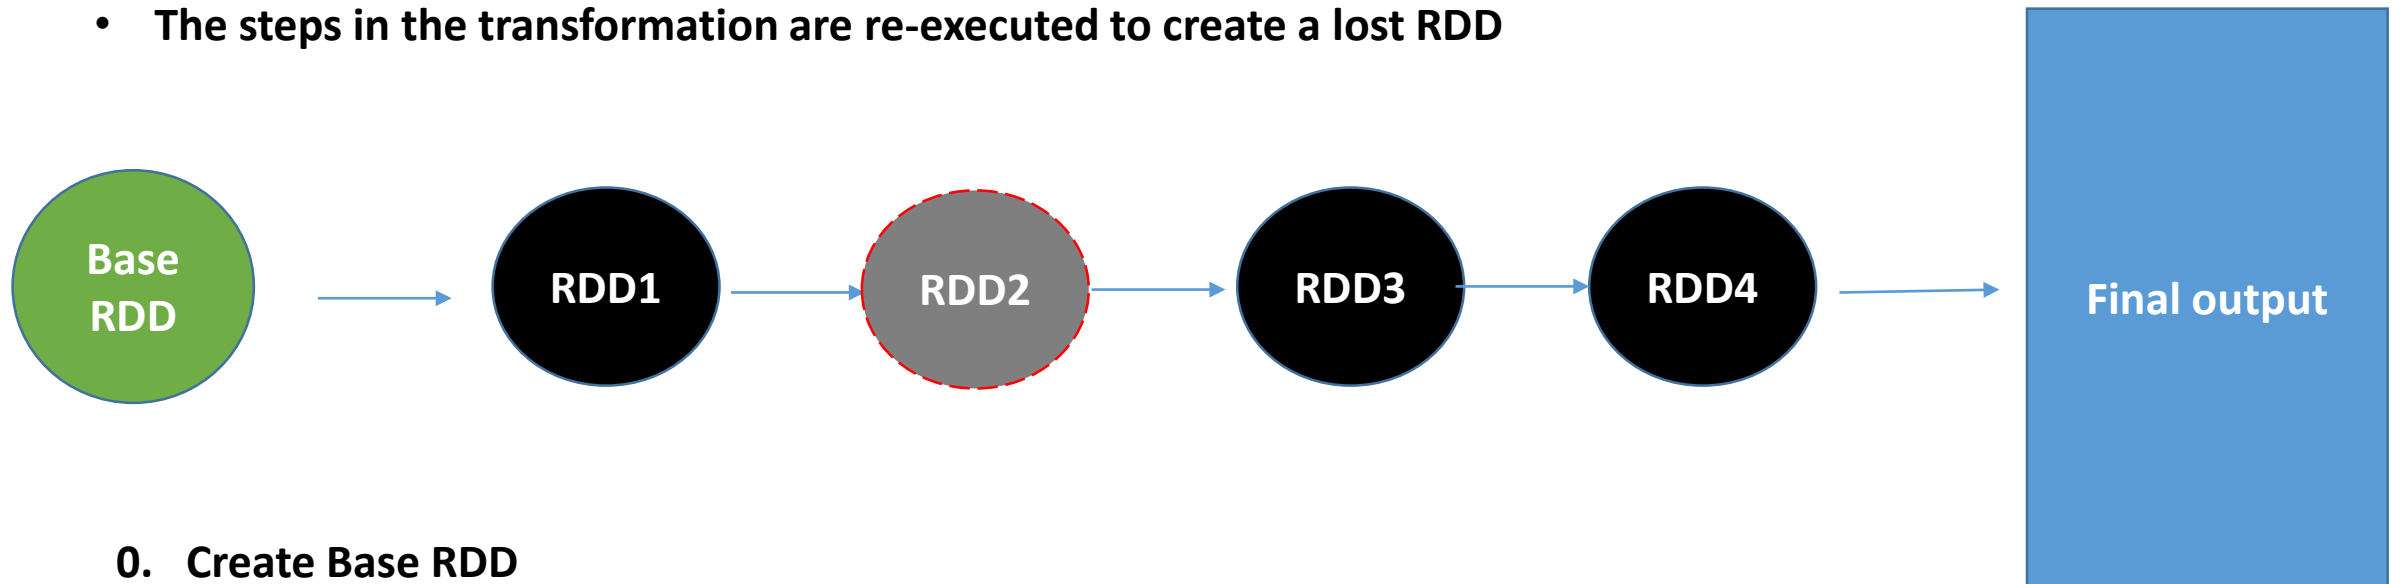 • The steps in the transformation are re-executed to create a lost RDD
Base
RDD
RDD1
RDD2
RDD3
RDD4
Final output
0. Create Base RDD